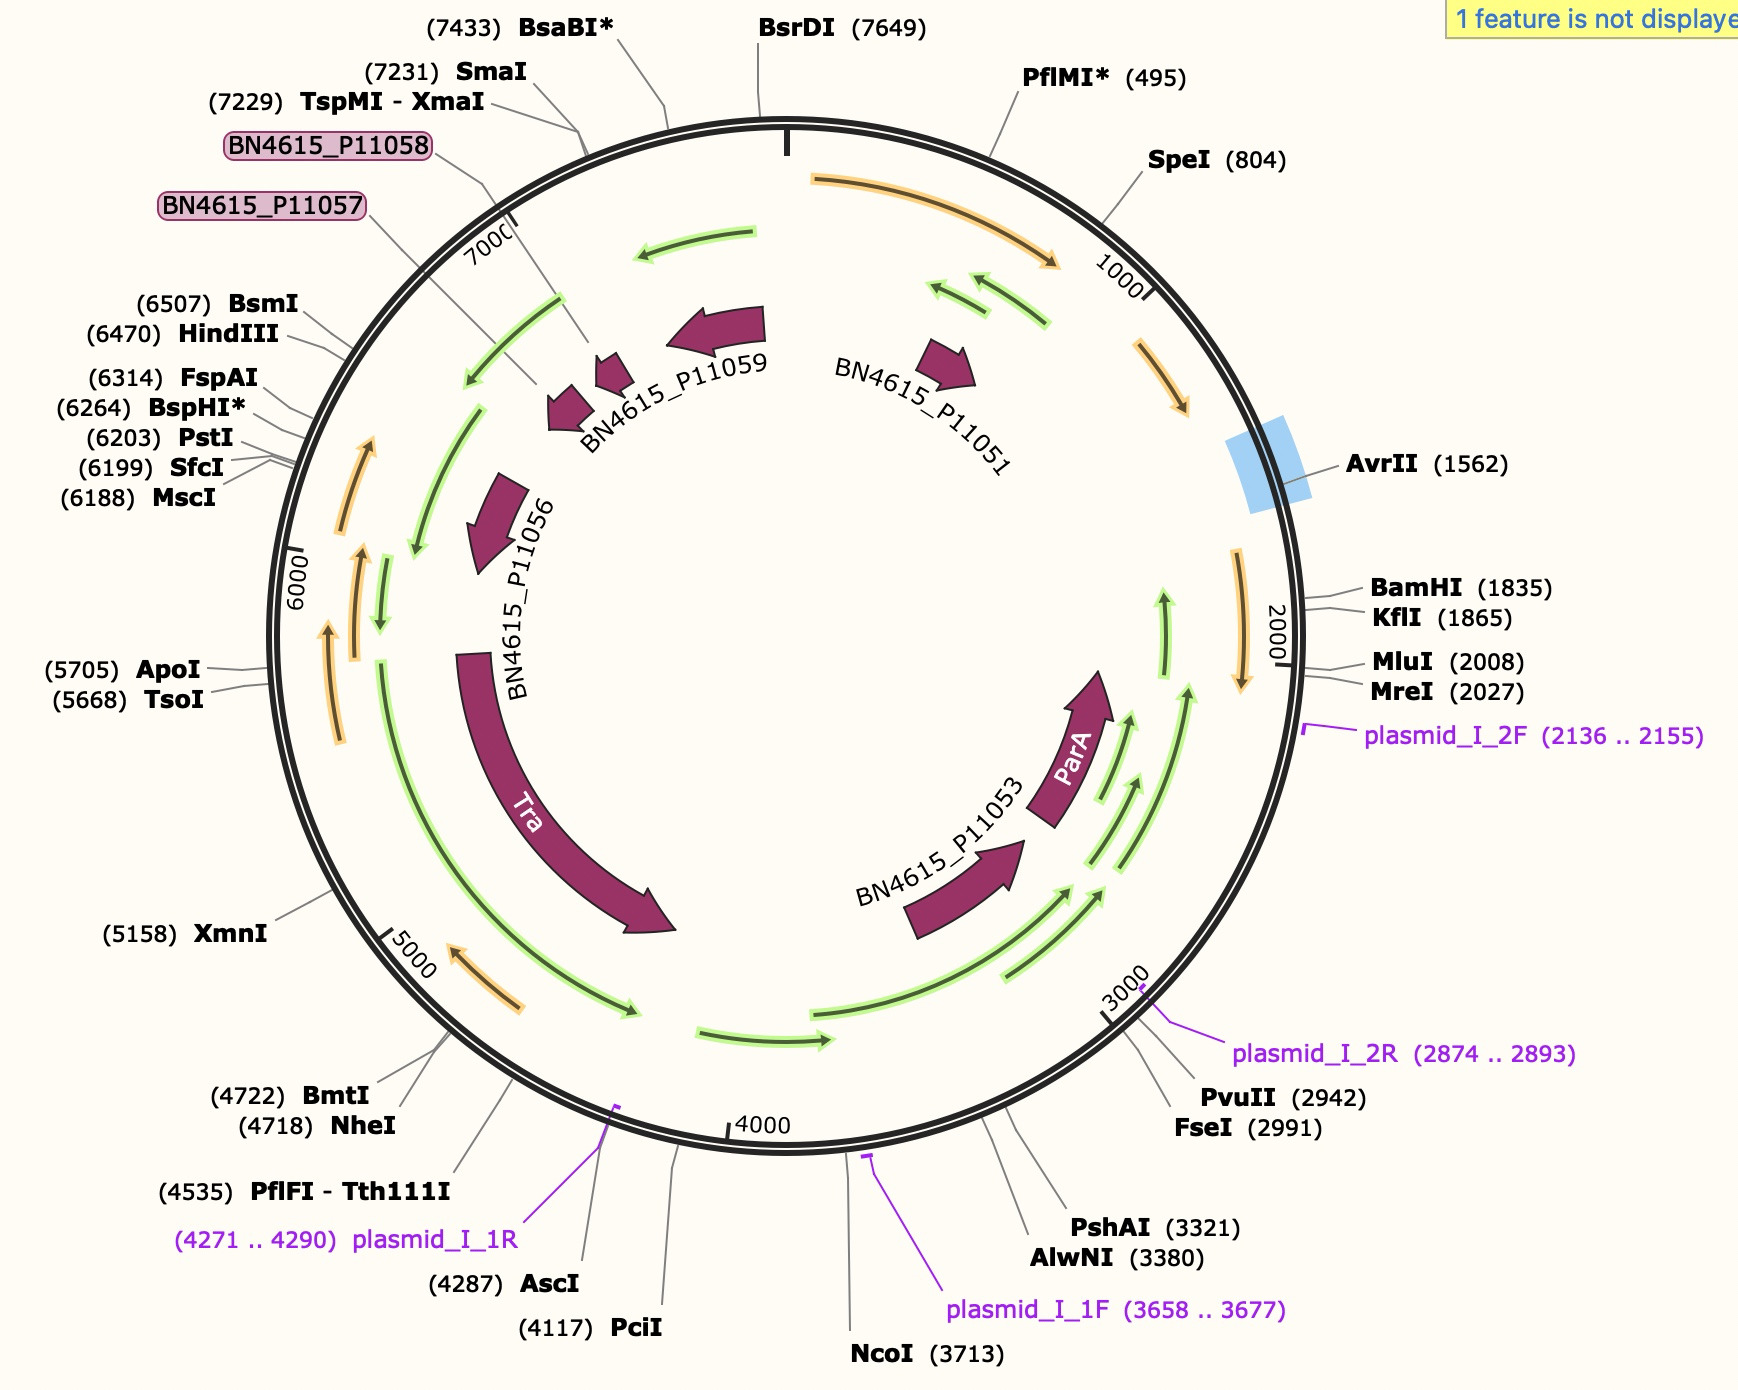 1 feature is not displaye
(7433) BsaBI*
BsrDI (7649)
(7231) SmaI
PflMI* (495)
(7229) TspMI - XmaI
BN4615_P11058
SpeI (804)
BN4615_P11057
7000
1000
(6507) BsmI
(6470) HindIII
(6314) FspAI
(6264) BspHI*
(6203) PstI
(6199) SfcI
(6188) MscI
BN4615_P11059
BN4615_P11051
AvrII (1562)
BN4615_P11056
6000
2000
BamHI (1835)
KflI (1865)
(5705) ApoI
MluI (2008)
(5668) TsoI
MreI (2027)
plasmid_I_2F (2136 .. 2155)
ParA
Tra
BN4615_P11053
(5158) XmnI
5000
3000
plasmid_I_2R (2874 .. 2893)
(4722) BmtI
PvuII (2942)
(4718) NheI
FseI (2991)
4000
(4535) PflFI - Tth111I
(4271 .. 4290) plasmid_I_1R
PshAI (3321)
AlwNI (3380)
(4287) AscI
plasmid_I_1F (3658 .. 3677)
(4117) PciI
NcoI (3713)